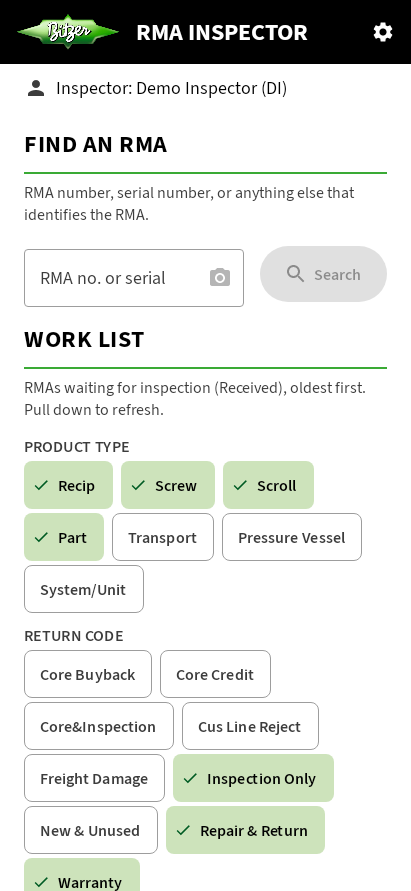 Bitzer RMA INSPECTOR
Inspector: Demo Inspector (DI)
FIND AN RMA
RMA number, serial number, or anything else that
identifies the RMA.
RMA no. or serial Search
WORK LIST
RMAs waiting for inspection (Received), oldest first.
Pull down to refresh.
PRODUCT TYPE
Recip Screw Scroll
Part Transport Pressure Vessel
System/Unit
RETURN CODE
Core Buyback Core Credit
Core&Inspection Cus Line Reject
Freight Damage Inspection Only
New & Unused Repair & Return
Warranty